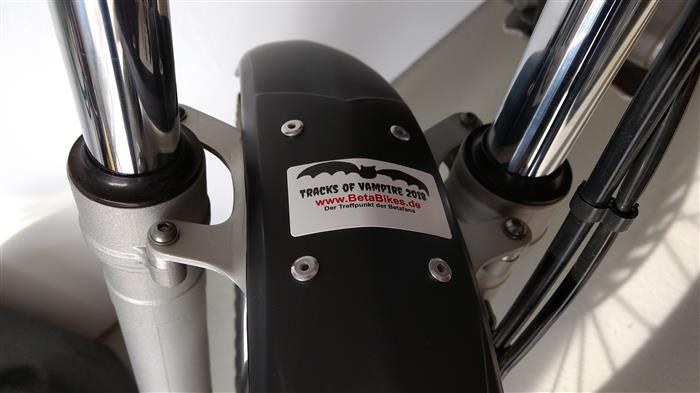 TRACKS OF VAMPIRE 2018
www.BetaBikes.de
Der Treffpunkt der Betafans